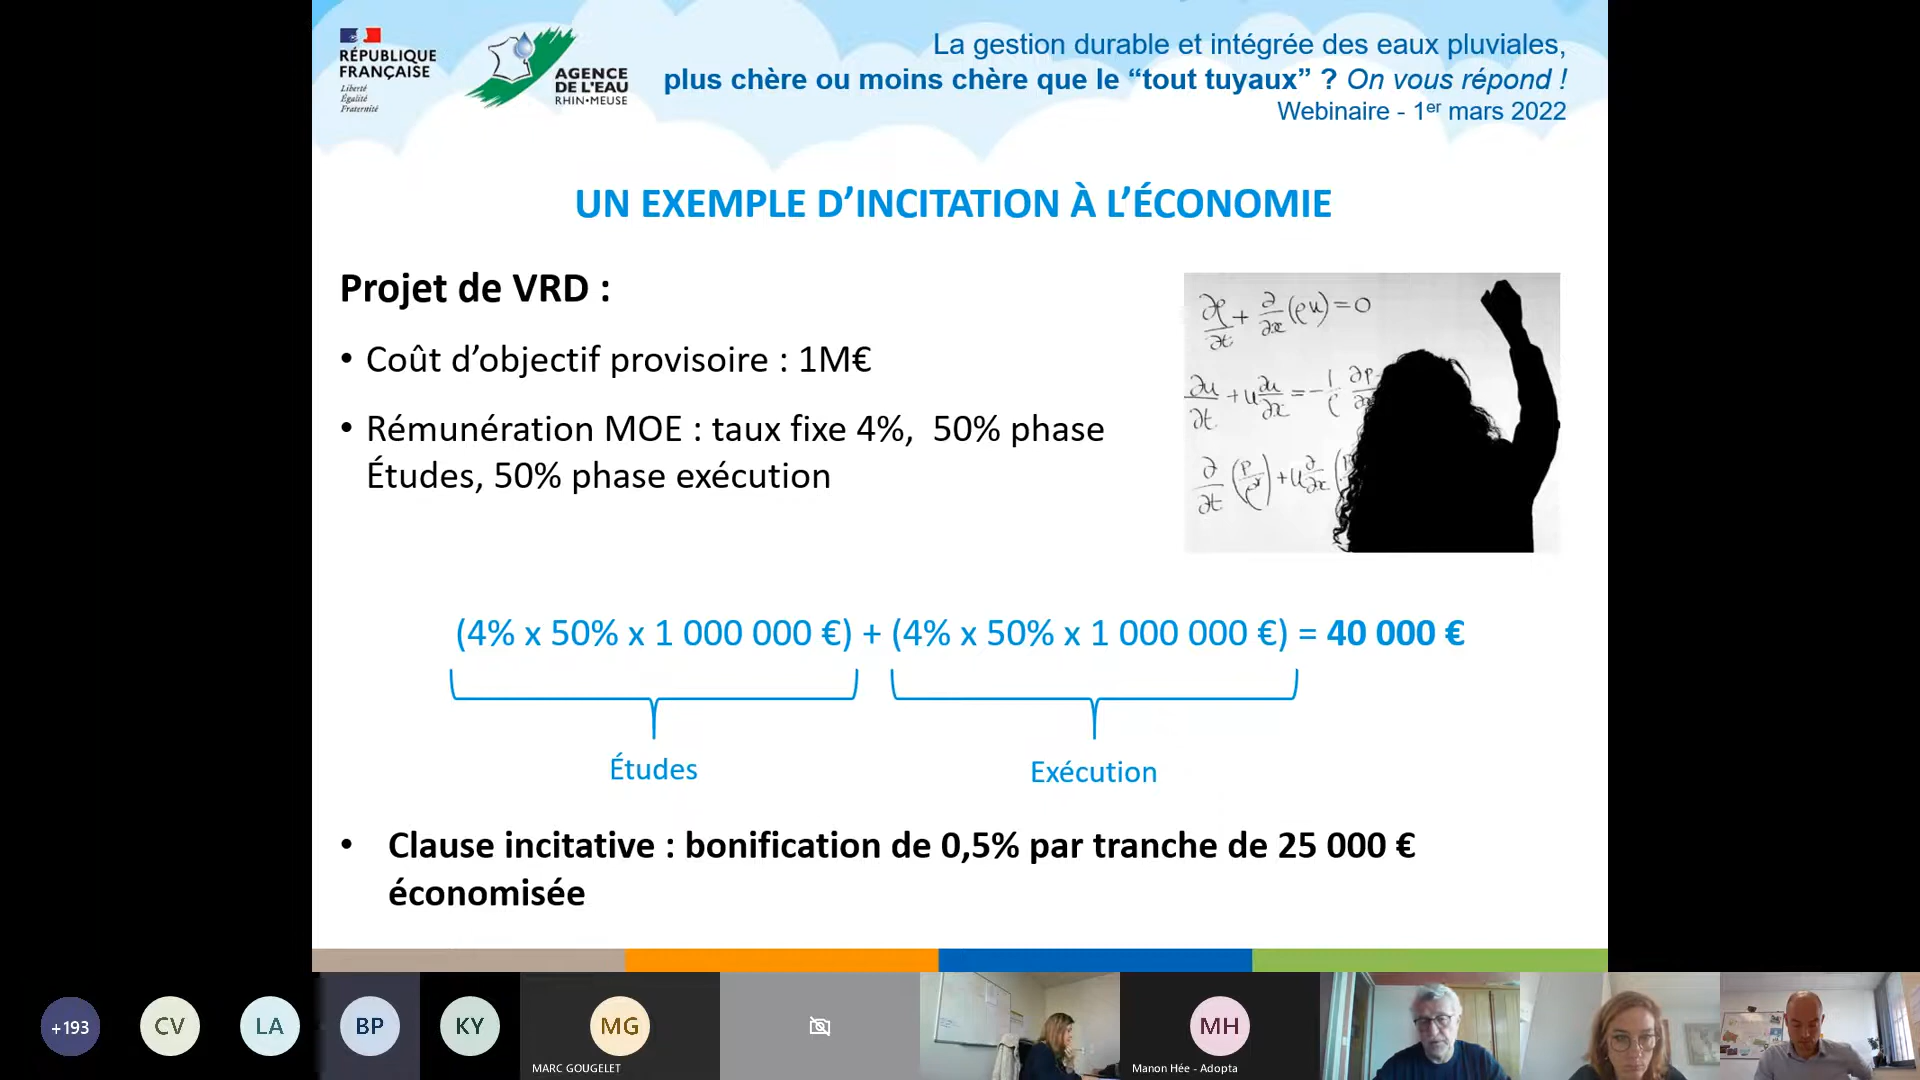 RÉPUBLIQUE
FRANÇAISE
Liberté
Égalité
Fraternité
AGENCE
DE L'EAU
RHIN•MEUSE
La gestion durable et intégrée des eaux pluviales,
plus chère ou moins chère que le “tout tuyaux” ? On vous répond !
Webinaire - 1er mars 2022
UN EXEMPLE D’INCITATION À L’ÉCONOMIE
Projet de VRD :
• Coût d’objectif provisoire : 1M€
• Rémunération MOE : taux fixe 4%, 50% phase
Études, 50% phase exécution
(4% x 50% x 1 000 000 €) + (4% x 50% x 1 000 000 €) = 40 000 €
Études
Exécution
• Clause incitative : bonification de 0,5% par tranche de 25 000 €
économisée
+193
CV
LA
BP
KY
MG
MARC GOUGELET
MH
Manon Hée - Adopta